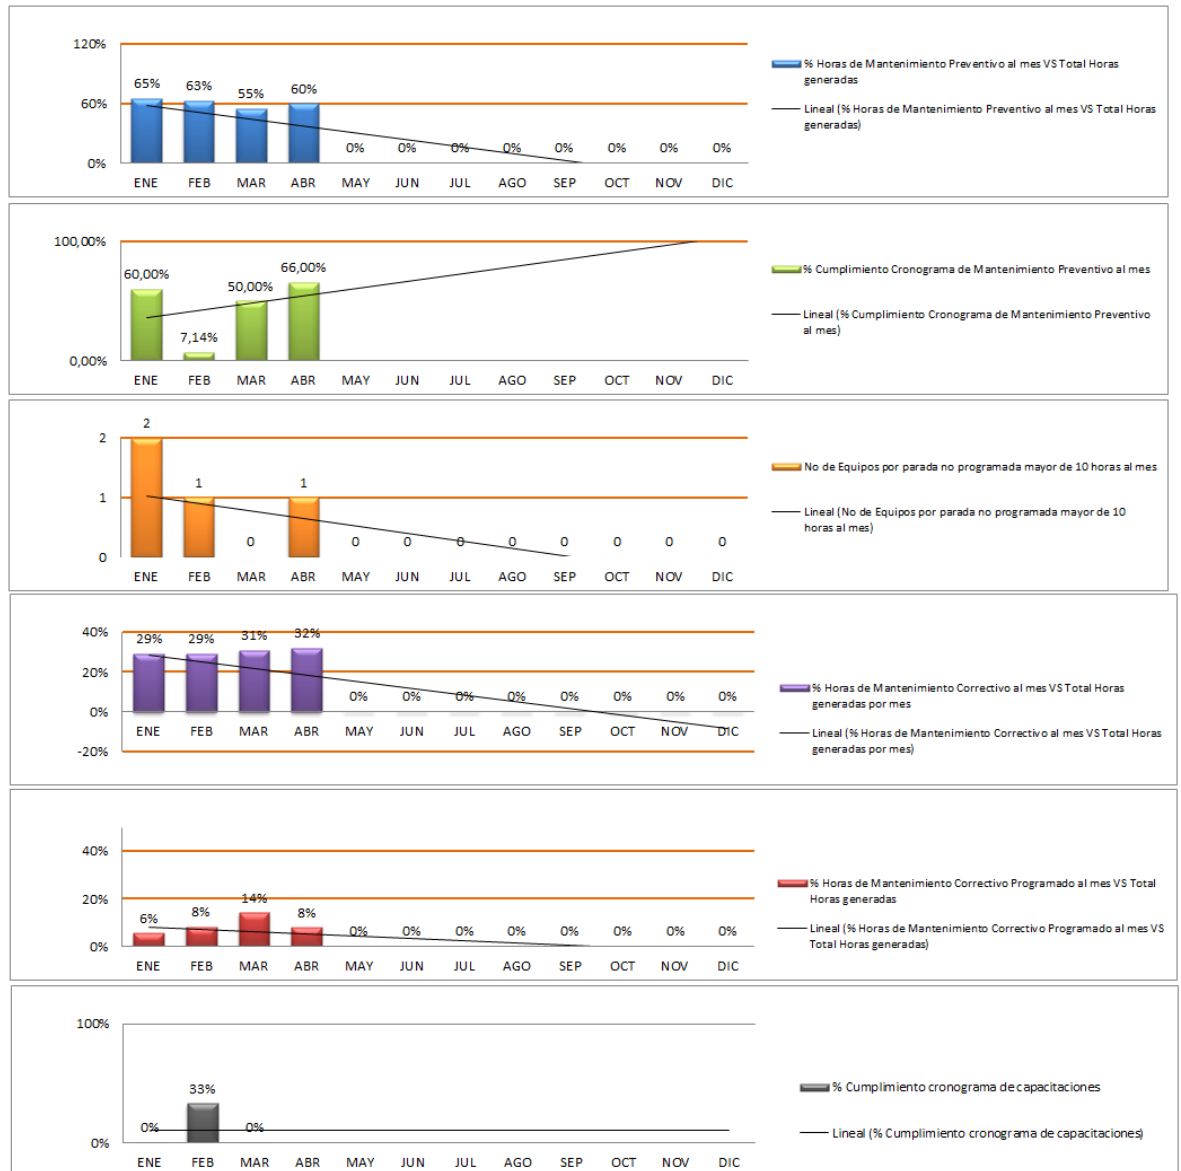 120%
60%
0%
65% 63% 55% 60% 0% 0% 0% 0% 0% 0% 0% 0%
ENE FEB MAR ABR MAY JUN JUL AGO SEP OCT NOV DIC
% Horas de Mantenimiento Preventivo al mes VS Total Horas
generadas
Lineal (% Horas de Mantenimiento Preventivo al mes VS Total Horas
generadas)
100,00%
0,00%
60,00% 7,14% 50,00% 66,00%
ENE FEB MAR ABR MAY JUN JUL AGO SEP OCT NOV DIC
% Cumplimiento Cronograma de Mantenimiento Preventivo al mes
Lineal (% Cumplimiento Cronograma de Mantenimiento Preventivo
al mes)
2
1
0
2 1 0 1 0 0 0 0 0 0 0 0
ENE FEB MAR ABR MAY JUN JUL AGO SEP OCT NOV DIC
No de Equipos por parada no programada mayor de 10 horas al mes
Lineal (No de Equipos por parada no programada mayor de 10
horas al mes)
40%
20%
0%
-20%
29% 29% 31% 32% 0% 0% 0% 0% 0% 0% 0% 0%
ENE FEB MAR ABR MAY JUN JUL AGO SEP OCT NOV DIC
% Horas de Mantenimiento Correctivo al mes VS Total Horas
generadas por mes
Lineal (% Horas de Mantenimiento Correctivo al mes VS Total Horas
generadas por mes)
40%
20%
0%
6% 8% 14% 8% 0% 0% 0% 0% 0% 0% 0% 0%
ENE FEB MAR ABR MAY JUN JUL AGO SEP OCT NOV DIC
% Horas de Mantenimiento Correctivo Programado al mes VS Total
Horas generadas
Lineal (% Horas de Mantenimiento Correctivo Programado al mes VS
Total Horas generadas)
100%
0%
0% 33% 0%
ENE FEB MAR ABR MAY JUN JUL AGO SEP OCT NOV DIC
% Cumplimiento cronograma de capacitaciones
Lineal (% Cumplimiento cronograma de capacitaciones)